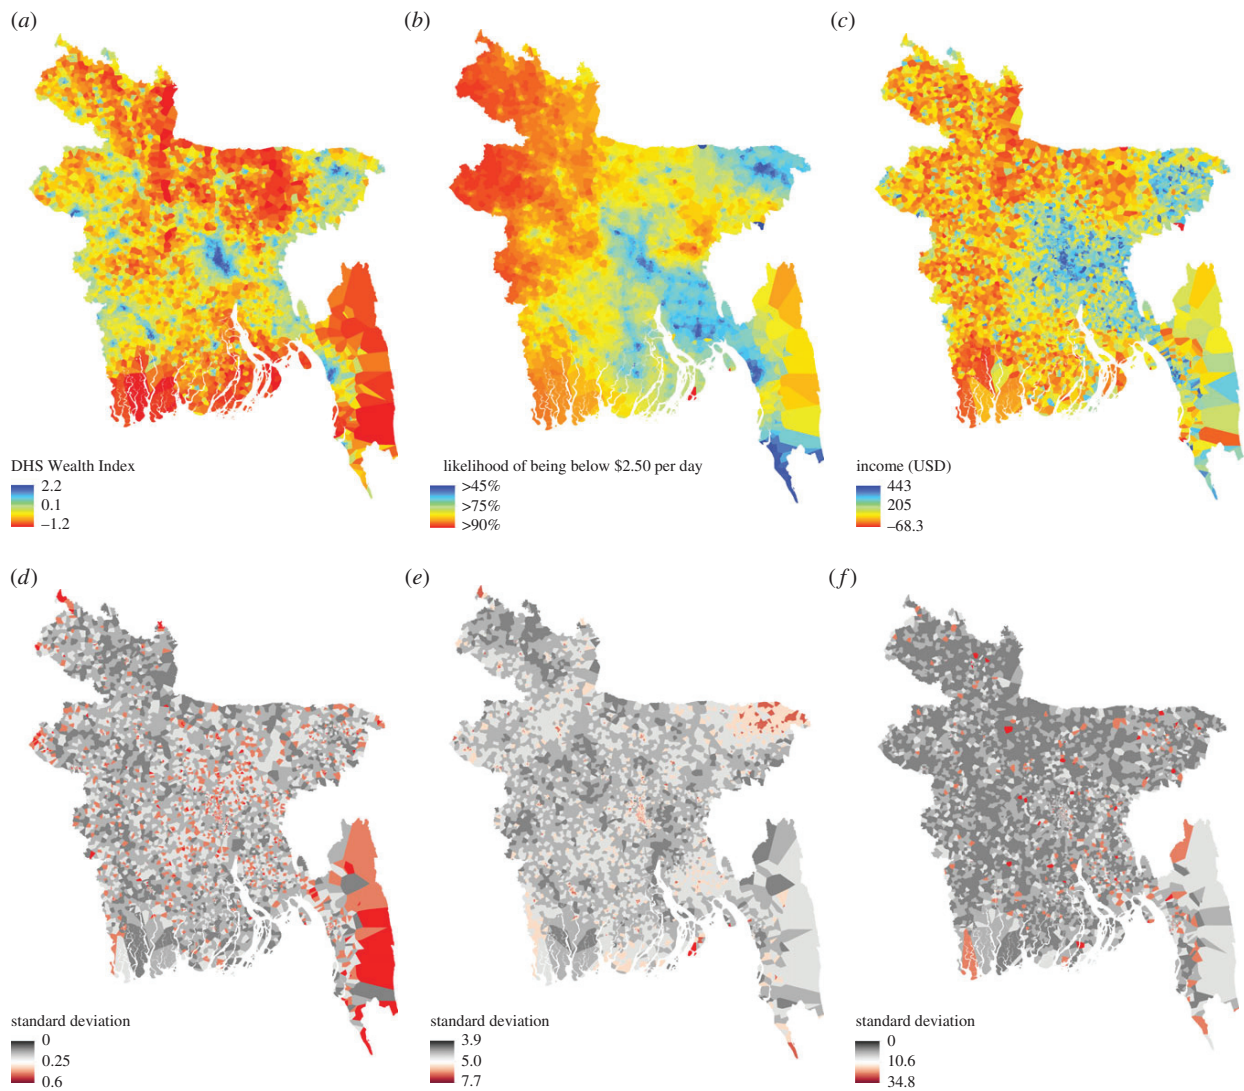 (a)
(b)
(c)
DHS Wealth Index
2.2
0.1
–1.2
likelihood of being below $2.50 per day
>45%
>75%
>90%
income (USD)
443
205
–68.3
(d)
(e)
(f)
standard deviation
0
0.25
0.6
standard deviation
3.9
5.0
7.7
standard deviation
0
10.6
34.8